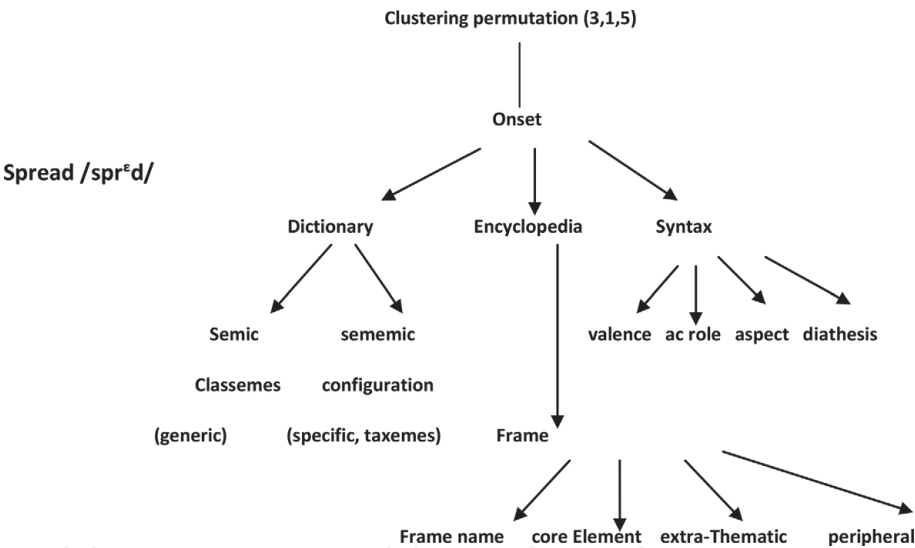 Clustering permutation (3,1,5)
Onset
Spread /sprᵋd/
Dictionary Encyclopedia Syntax
Semic sememic valence ac role aspect diathesis
Classemes configuration
(generic) (specific, taxemes) Frame
Frame name core Element extra-Thematic peripheral